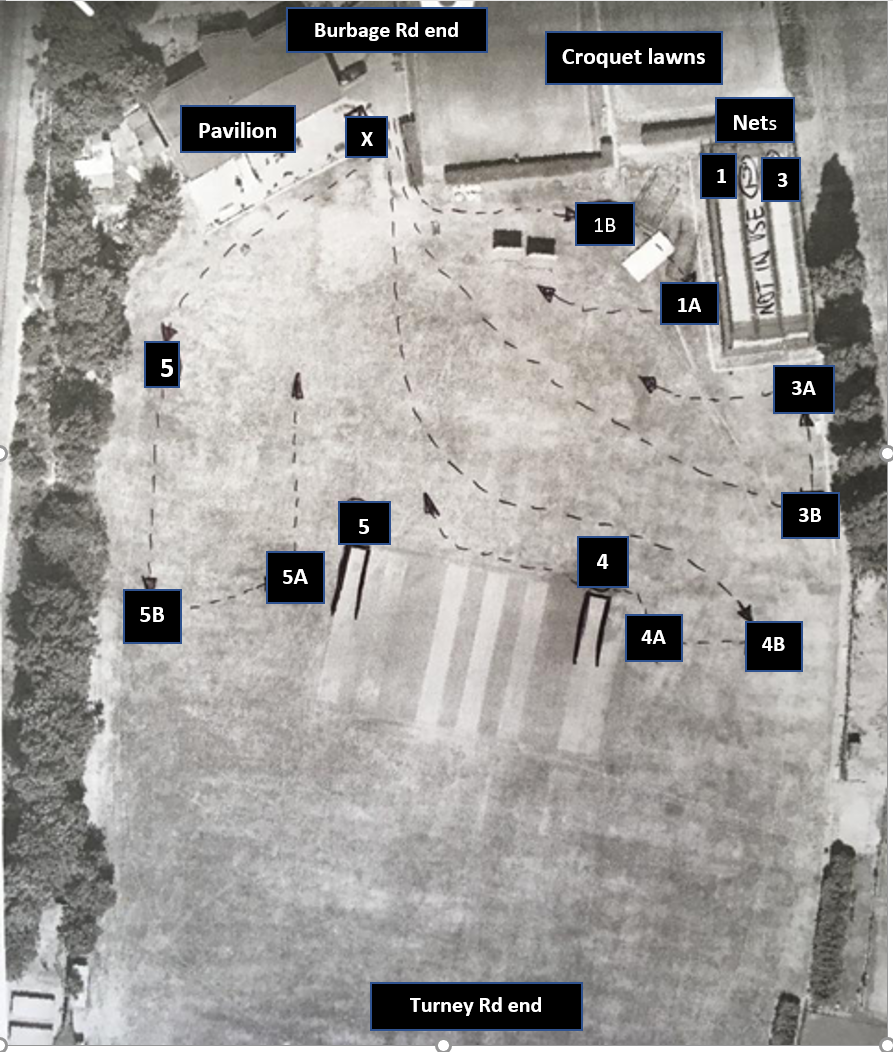 Burbage Rd end
Croquet lawns
Pavilion
X
Nets
1
2
3
NOT IN USE
1B
1A
5
3A
3B
5
4
5A
5B
4A
4B
Turney Rd end